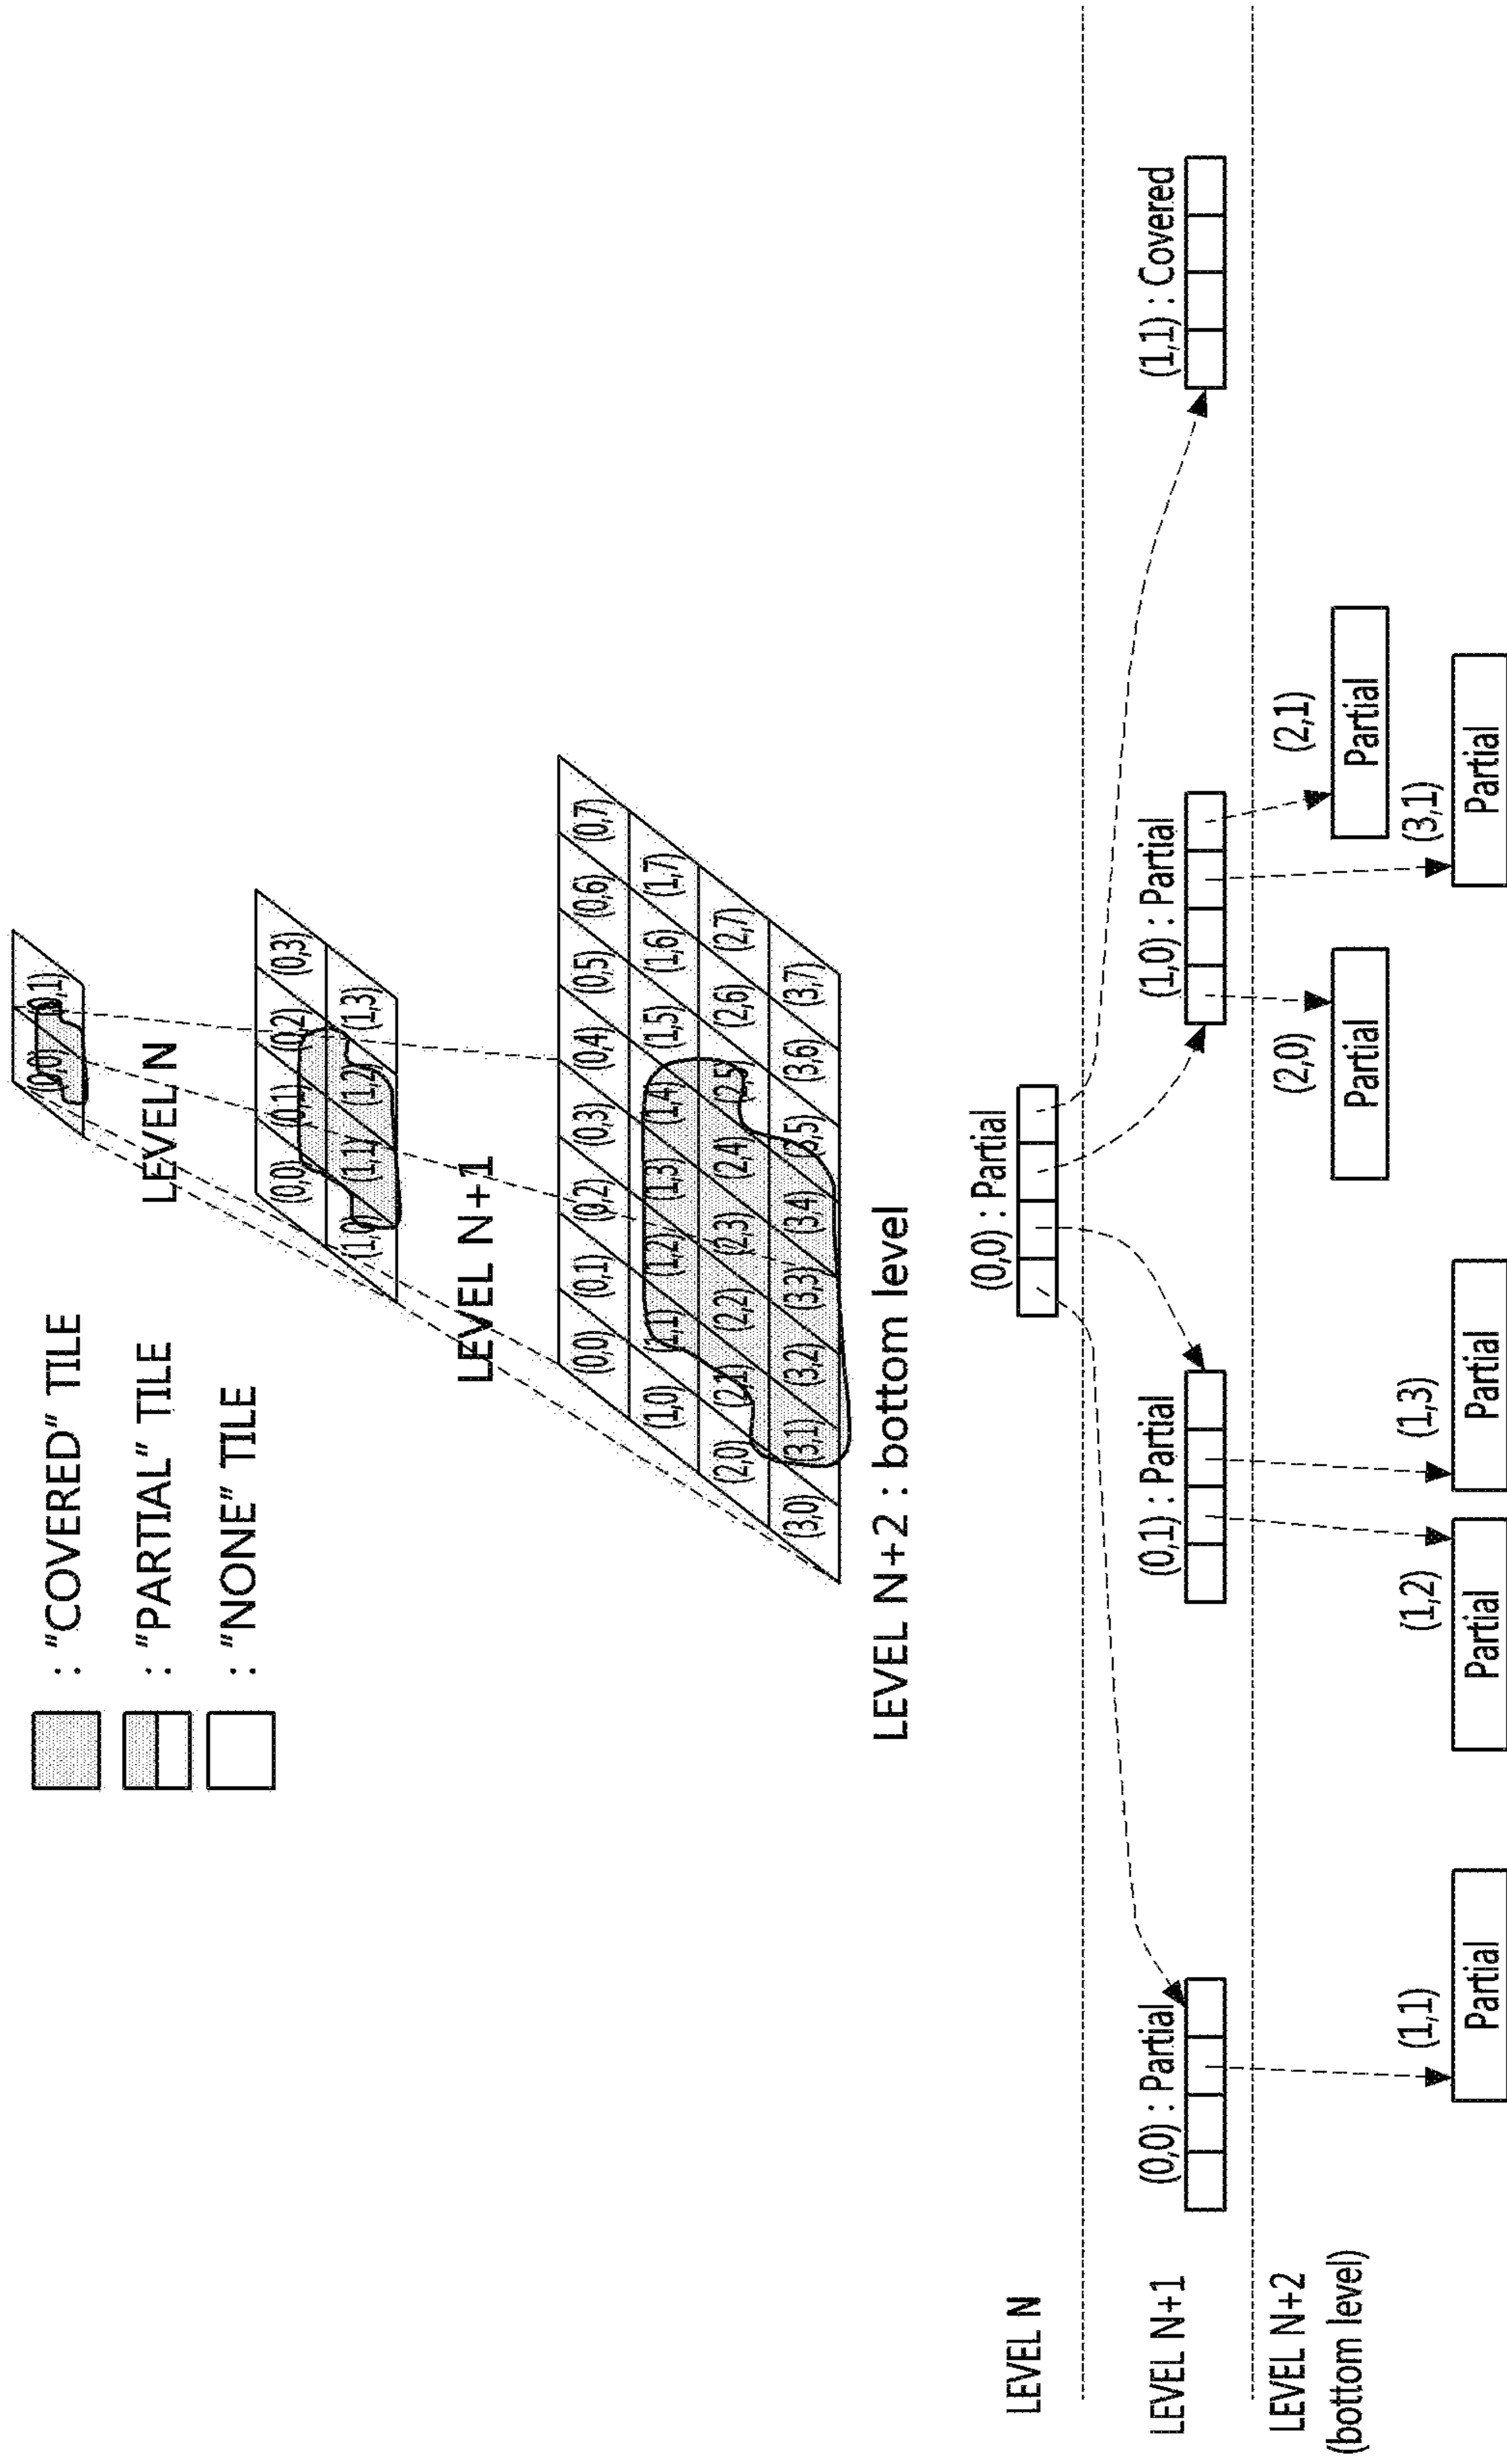 : "COVERED" TILE
: "PARTIAL" TILE
: "NONE" TILE
(0,0) (0,1)
LEVEL N
(0,0) (0,1) (0,2) (0,3)
(1,0) (1,1) (1,2) (1,3)
LEVEL N+1
(0,0) (0,1) (0,2) (0,3) (0,4) (0,5) (0,6) (0,7)
(1,0) (1,1) (1,2) (1,3) (1,4) (1,5) (1,6) (1,7)
(2,0) (2,1) (2,2) (2,3) (2,4) (2,5) (2,6) (2,7)
(3,0) (3,1) (3,2) (3,3) (3,4) (3,5) (3,6) (3,7)
LEVEL N+2 : bottom level
LEVEL N
(0,0) : Partial
LEVEL N+1
(0,0) : Partial
(0,1) : Partial
(1,0) : Partial
(1,1) : Covered
LEVEL N+2
(bottom level)
(2,0)
Partial
(2,1)
Partial
(1,1)
Partial
(1,2)
Partial
(1,3)
Partial
(3,1)
Partial